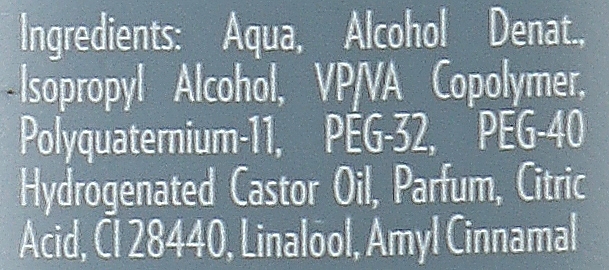 Ingredients: Aqua, Alcohol Denat.,
Isopropyl Alcohol, VP/VA Copolymer,
Polyquaternium-11, PEG-32, PEG-40
Hydrogenated Castor Oil, Parfum, Citric
Acid, CI 28440, Linalool, Amyl Cinnamal